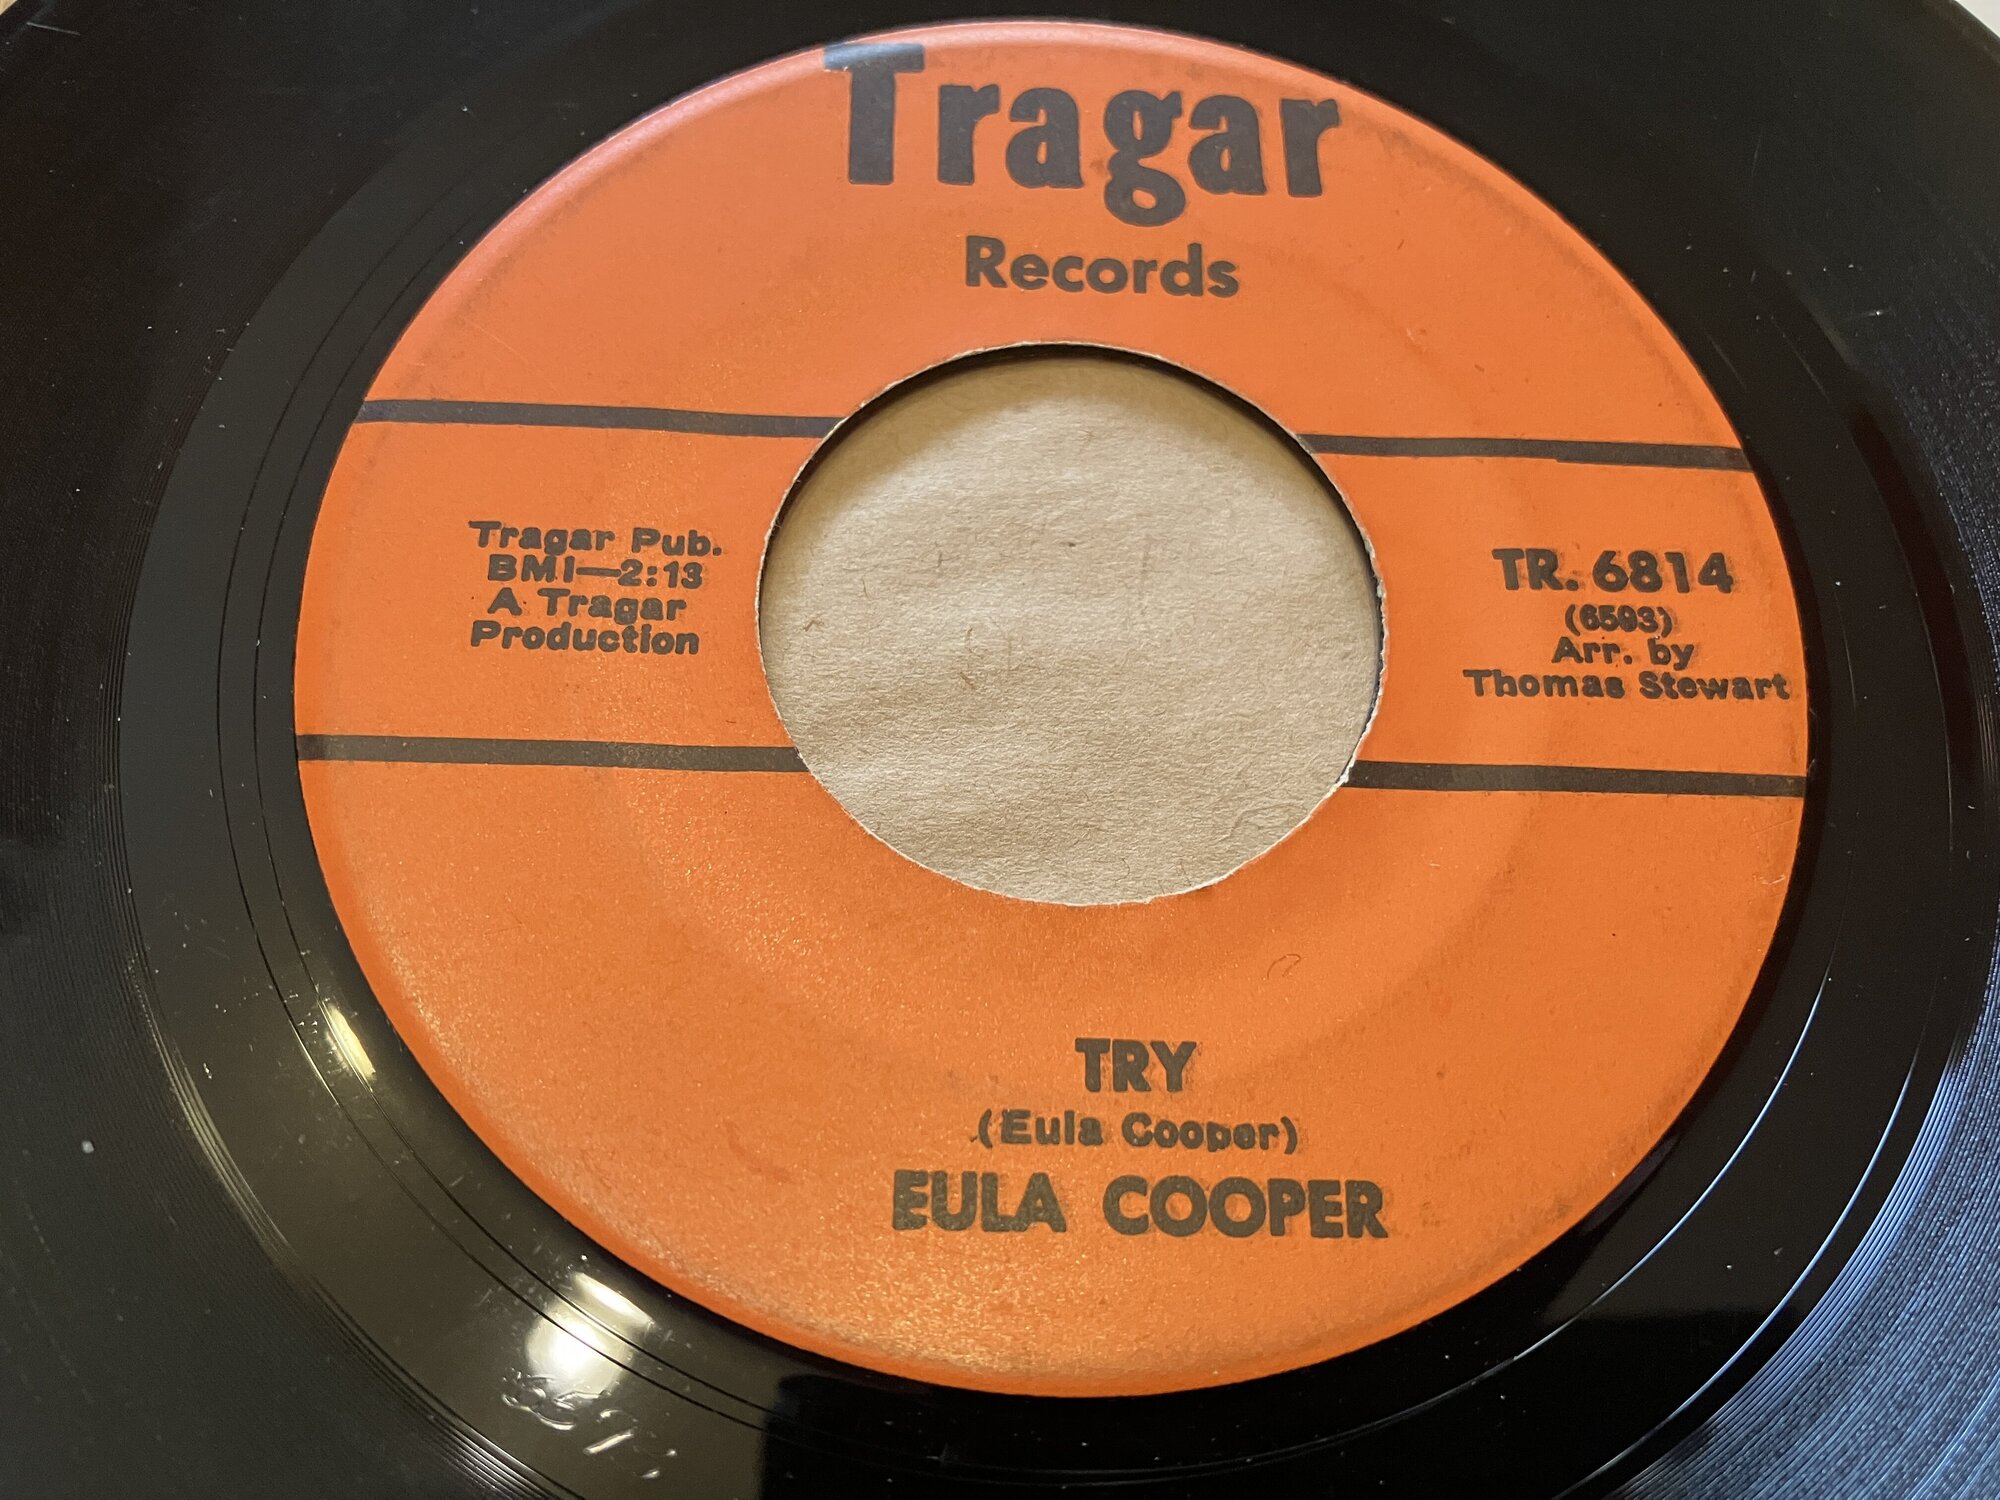 Tragar
Records
Tragar Pub.
BMI—2:13
A Tragar
Production
TR. 6814
(6593)
Arr. by
Thomas Stewart
TRY
(Eula Cooper)
EULA COOPER